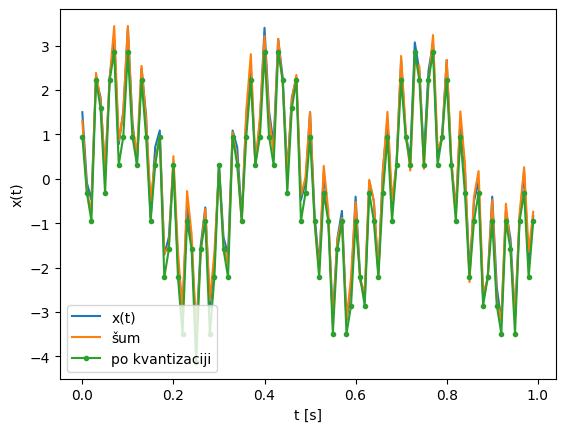 3
2
1
0
−1
−2
−3
−4
x(t)
x(t)
šum
po kvantizaciji
0.0 0.2 0.4 0.6 0.8 1.0
t [s]